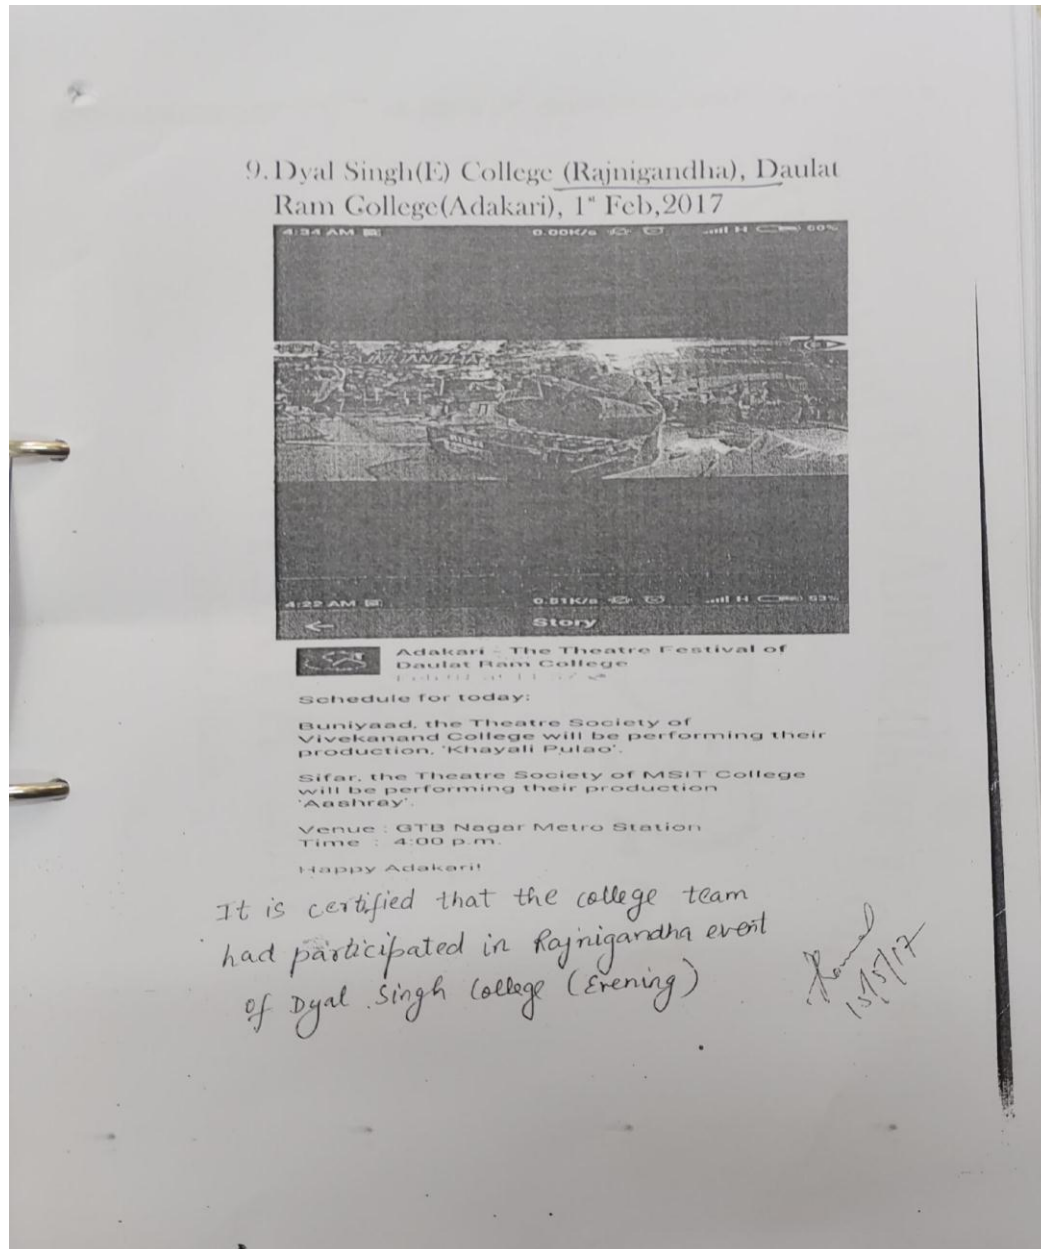 9. Dyal Singh(E) College (Rajnigandha), Daulat
Ram College(Adakari), 1st Feb,2017
4:34 AM 0.00K/s H 60%
4:22 AM 0.51K/s H 53%
Story
Adakari - The Theatre Festival of
Daulat Ram College
Schedule for today:
Buniyaad, the Theatre Society of
Vivekanand College will be performing their
production, 'Khayali Pulao'.
Sifar, the Theatre Society of MSIT College
will be performing their production
'Aashray'.
Venue : GTB Nagar Metro Station
Time : 4:00 p.m.
Happy Adakari!
It is certified that the college team
had participated in Rajnigandha event
of Dyal Singh College (Evening)
15/5/17